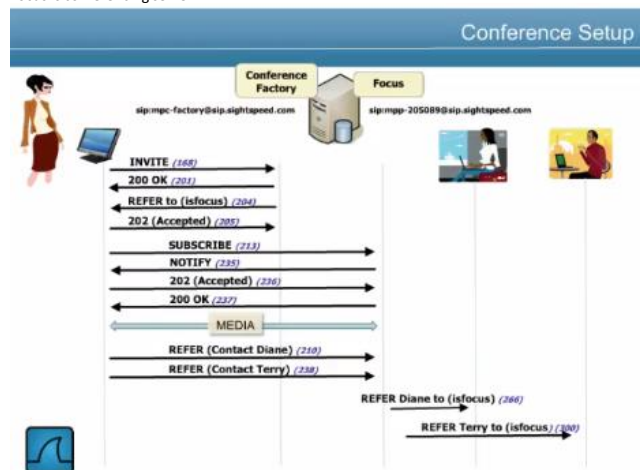 Conference Setup
Conference
Factory
Focus
sip:mpc-factory@sip.sightspeed.com
sip:mpp-205089@sip.sightspeed.com
INVITE (168)
200 OK (201)
REFER to (isfocus) (204)
202 (Accepted) (205)
SUBSCRIBE (213)
NOTIFY (235)
202 (Accepted) (236)
200 OK (237)
MEDIA
REFER (Contact Diane) (210)
REFER (Contact Terry) (238)
REFER Diane to (isfocus) (266)
REFER Terry to (isfocus) (300)